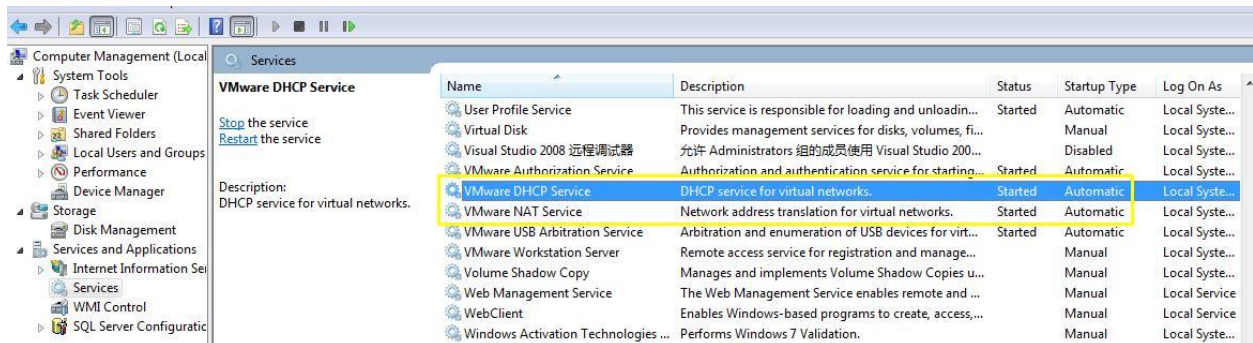 Computer Management (Local
System Tools
Task Scheduler
Event Viewer
Shared Folders
Local Users and Groups
Performance
Device Manager
Storage
Disk Management
Services and Applications
Internet Information Ser
Services
WMI Control
SQL Server Configuratic
Services
VMware DHCP Service
Stop the service
Restart the service
Description:
DHCP service for virtual networks.
Name Description Status Startup Type Log On As
User Profile Service This service is responsible for loading and unloadin... Started Automatic Local Syste...
Virtual Disk Provides management services for disks, volumes, fi... Manual Local Syste...
Visual Studio 2008 远程调试器 允许 Administrators 组的成员使用 Visual Studio 200... Disabled Local Syste...
VMware Authorization Service Authorization and authentication service for starting... Started Automatic Local Syste...
VMware DHCP Service DHCP service for virtual networks. Started Automatic Local Syste...
VMware NAT Service Network address translation for virtual networks. Started Automatic Local Syste...
VMware USB Arbitration Service Arbitration and enumeration of USB devices for virt... Started Automatic Local Syste...
VMware Workstation Server Remote access service for registration and manage... Manual Local Syste...
Volume Shadow Copy Manages and implements Volume Shadow Copies u... Manual Local Syste...
Web Management Service The Web Management Service enables remote and ... Manual Local Service
WebClient Enables Windows-based programs to create, access,... Manual Local Service
Windows Activation Technologies ... Performs Windows 7 Validation. Manual Local Syste...